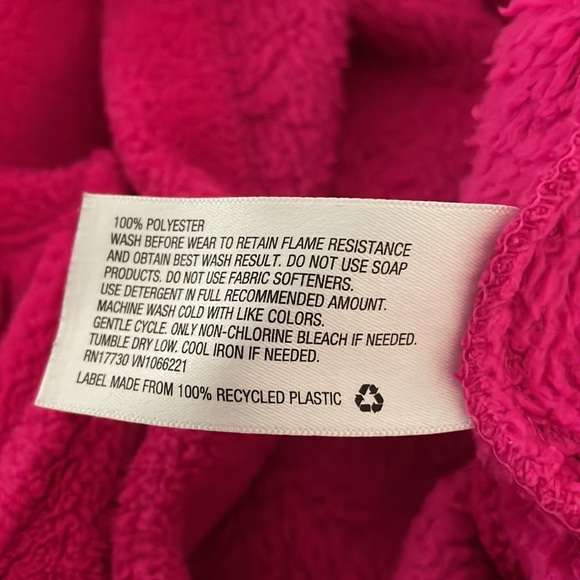 100% POLYESTER
WASH BEFORE WEAR TO RETAIN FLAME RESISTANCE
AND OBTAIN BEST WASH RESULT. DO NOT USE SOAP
PRODUCTS. DO NOT USE FABRIC SOFTENERS.
USE DETERGENT IN FULL RECOMMENDED AMOUNT.
MACHINE WASH COLD WITH LIKE COLORS.
GENTLE CYCLE. ONLY NON-CHLORINE BLEACH IF NEEDED.
TUMBLE DRY LOW. COOL IRON IF NEEDED.
RN17730 VN1066221
LABEL MADE FROM 100% RECYCLED PLASTIC